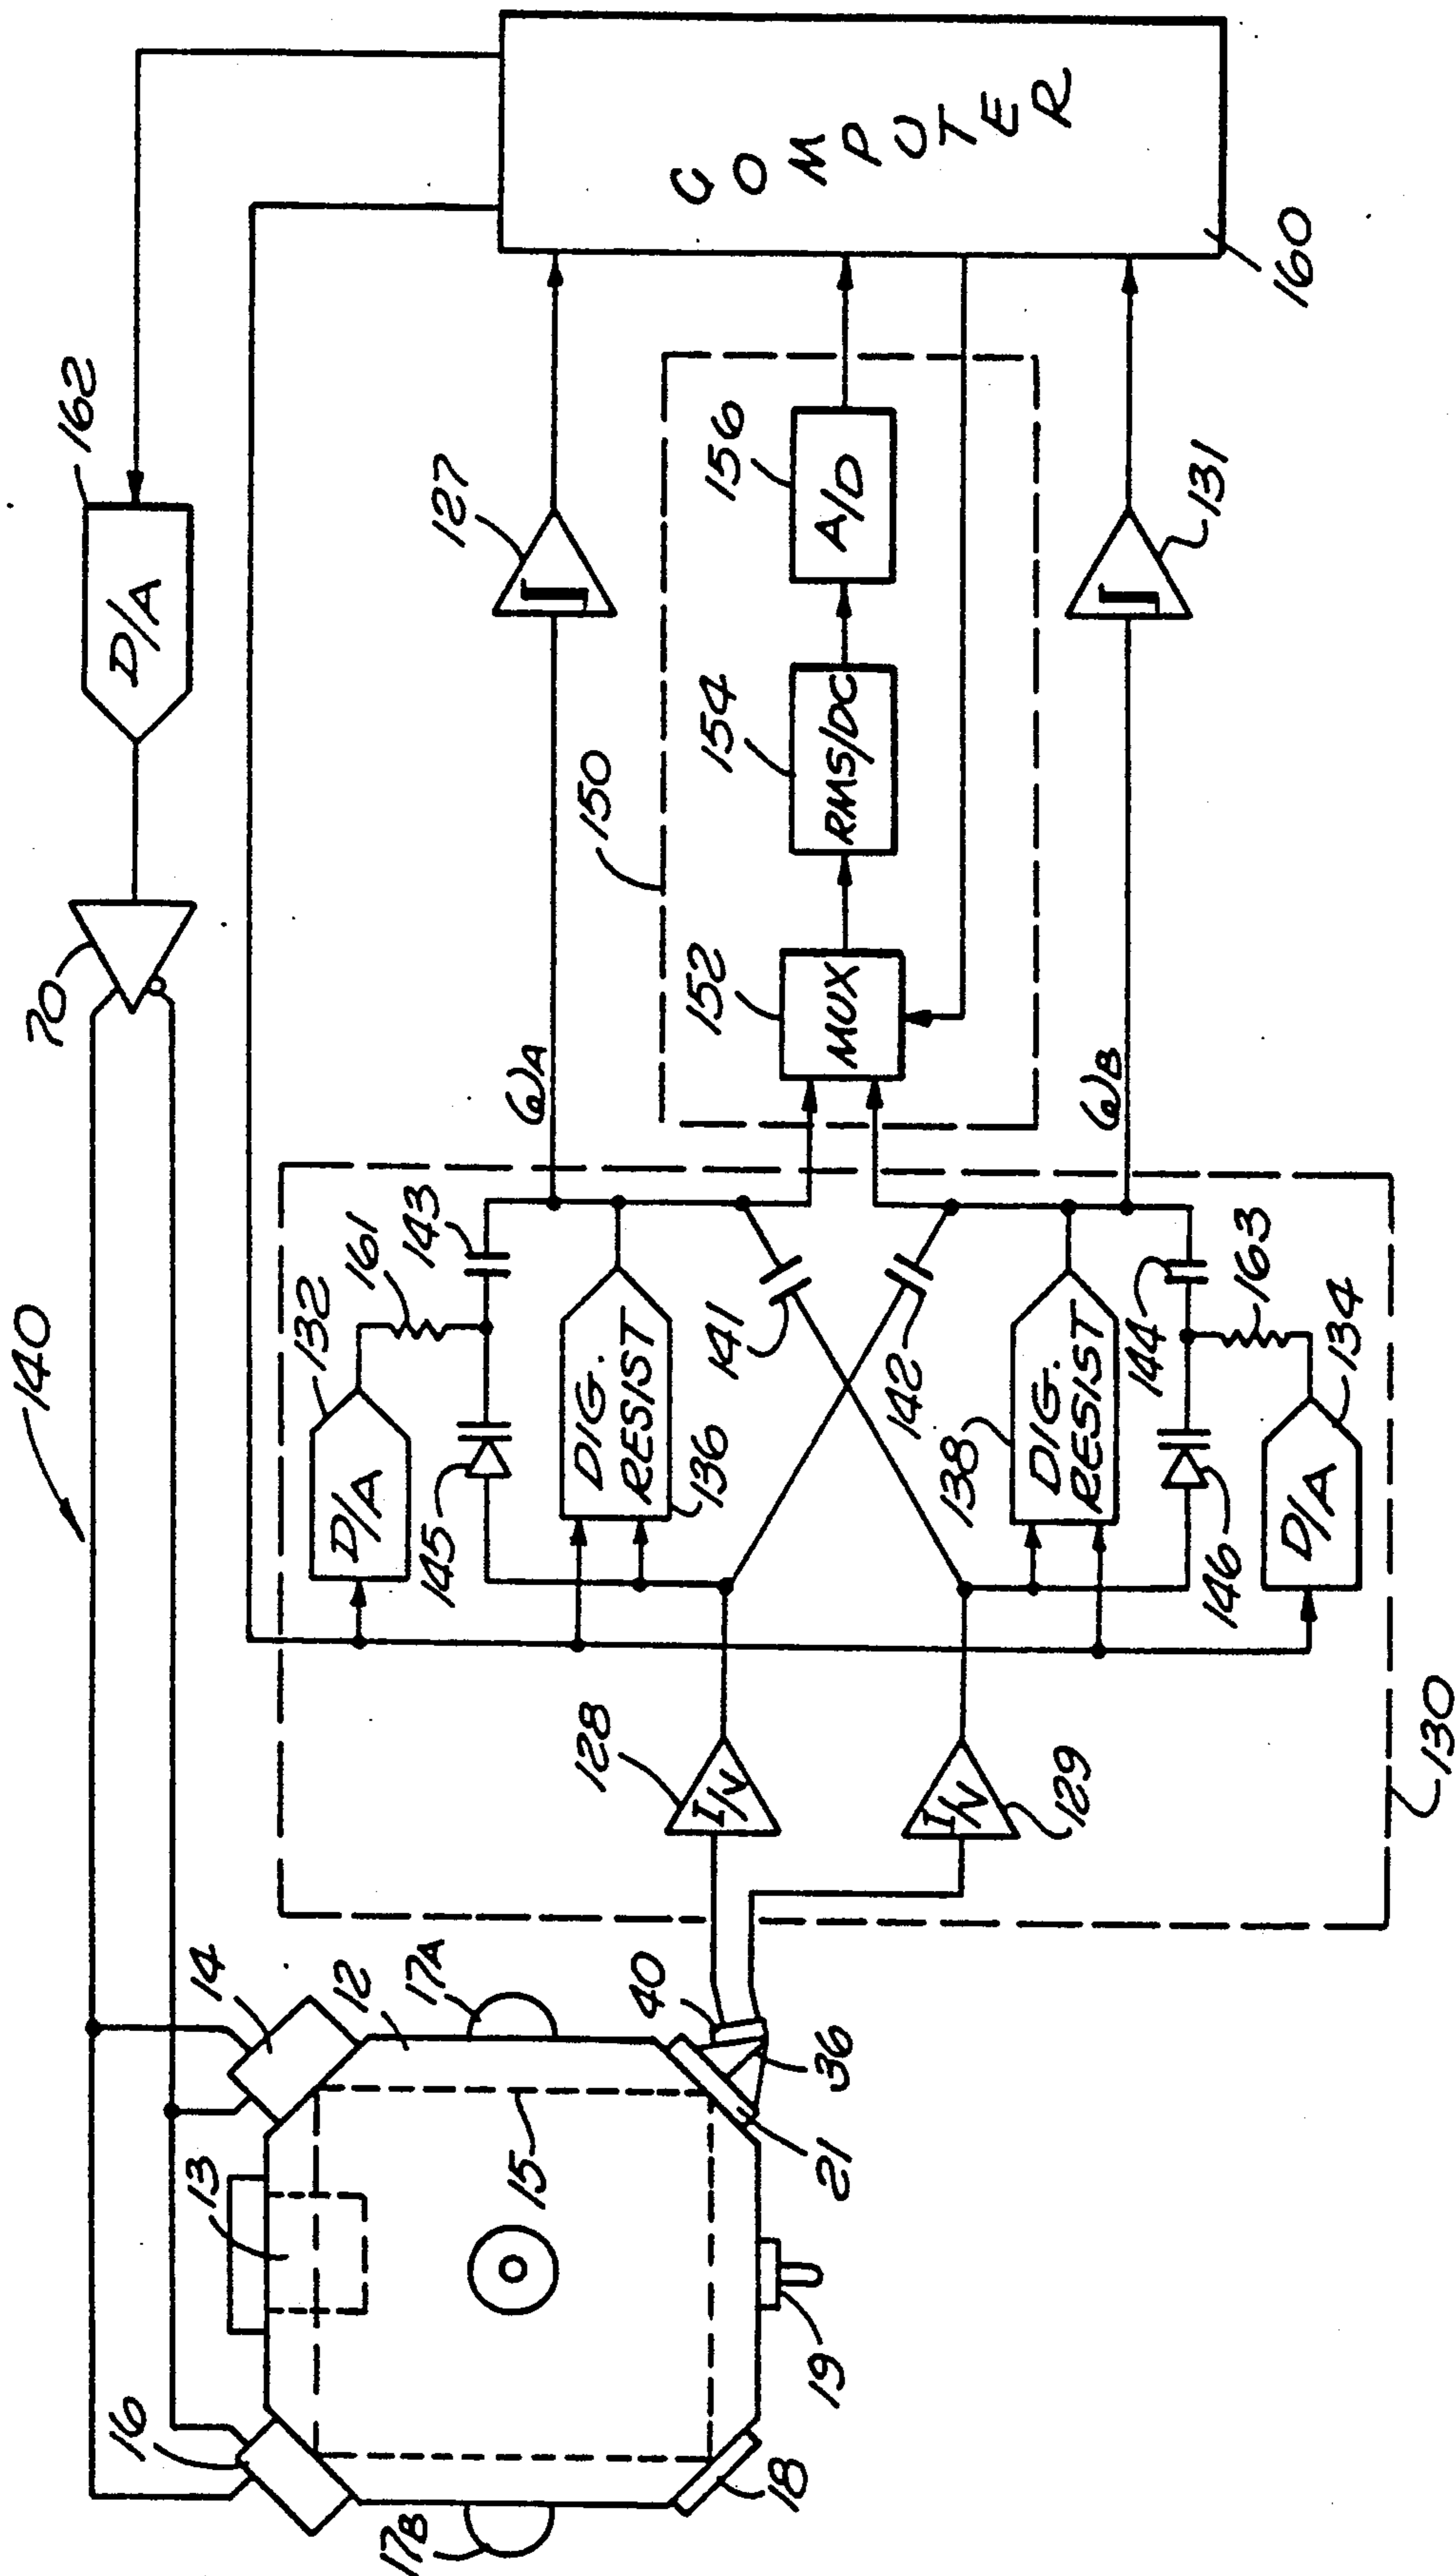 140
70
162
D/A
COMPUTER
160
127
131
150
152
MUX
154
RMS/DC
156
A/D
ωA
ωB
132
D/A
161
143
145
DIG.
RESIST
136
141
142
138
DIG.
RESIST
144
163
146
134
D/A
130
128
I/V
129
I/V
14
12
17A
40
36
21
15
13
16
17B
18
19